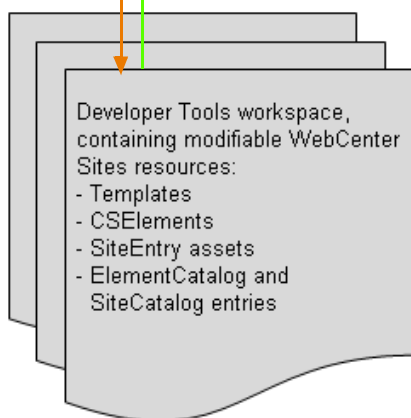 Developer Tools workspace,
containing modifiable WebCenter
Sites resources:
- Templates
- CSElements
- SiteEntry assets
- ElementCatalog and
SiteCatalog entries